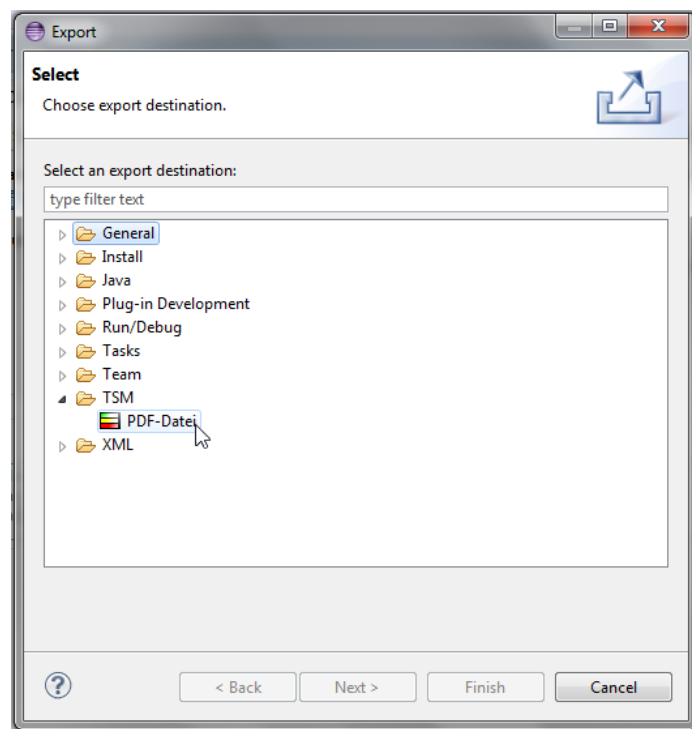 Export
Select
Choose export destination.
Select an export destination:
type filter text
General
Install
Java
Plug-in Development
Run/Debug
Tasks
Team
TSM
PDF-Datei
XML
?
< Back Next > Finish Cancel